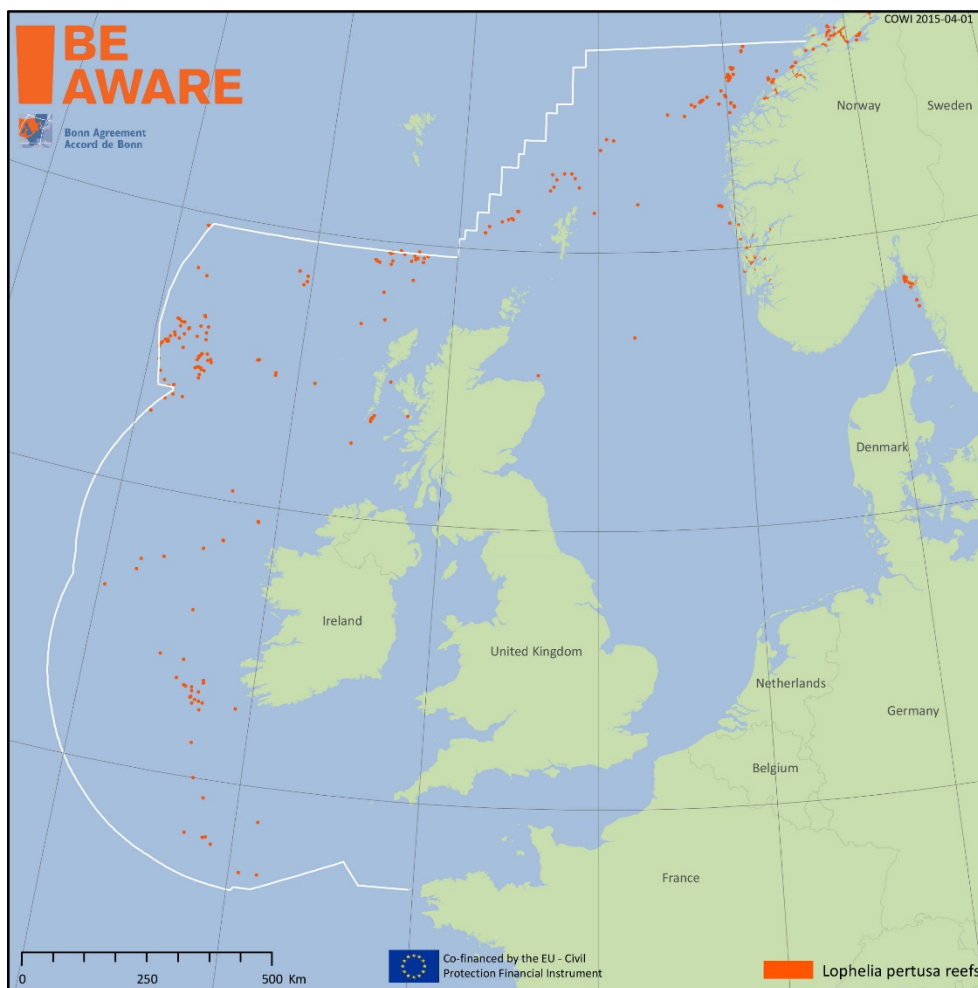 COWI 2015-04-01
BE
AWARE
Bonn Agreement
Accord de Bonn
Norway
Sweden
Denmark
Ireland
United Kingdom
Netherlands
Germany
Belgium
France
0 250 500 Km
Co-financed by the EU - Civil
Protection Financial Instrument
Lophelia pertusa reefs